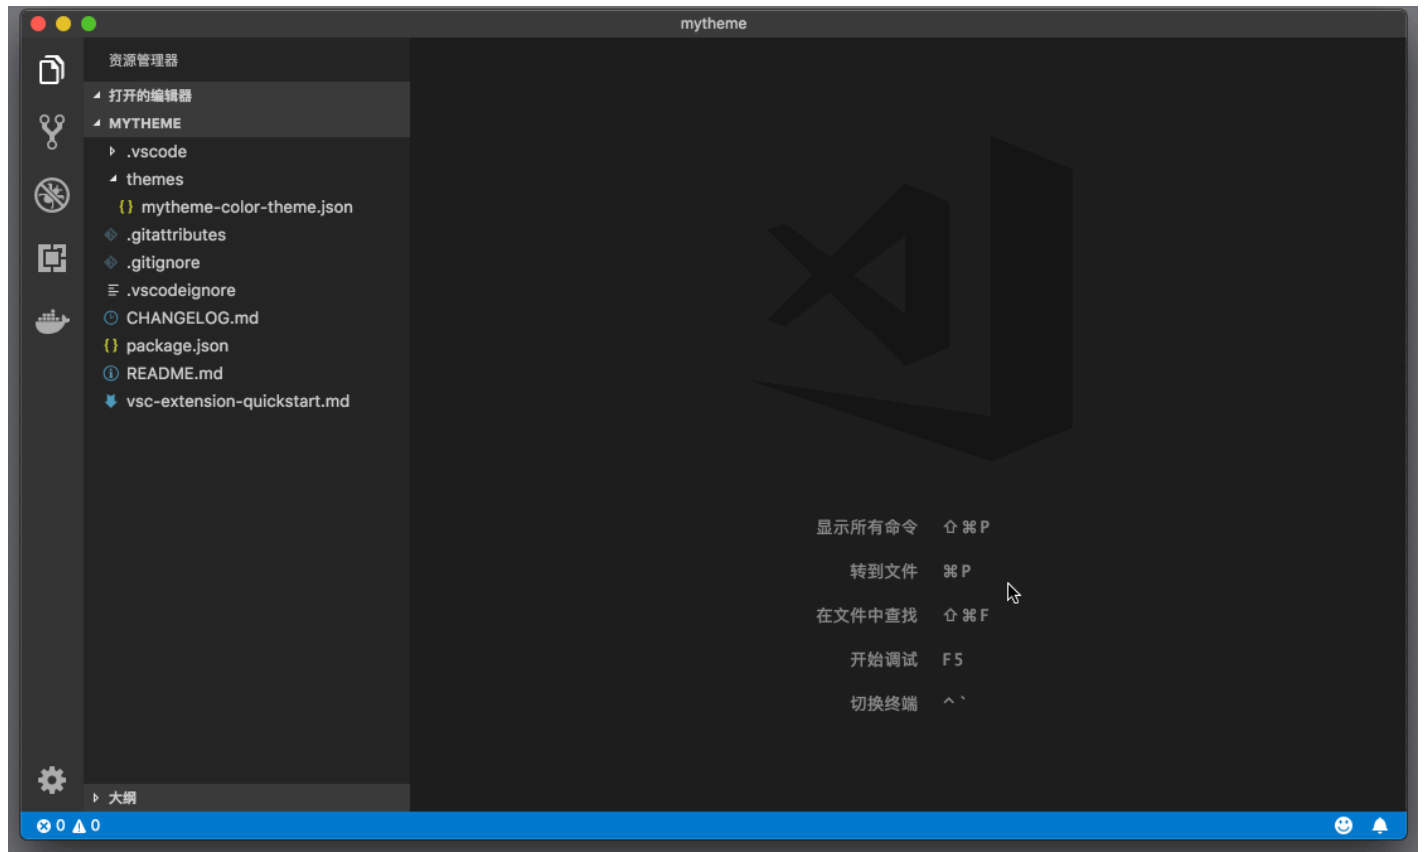 mytheme
资源管理器
打开的编辑器
MYTHEME
.vscode
themes
{} mytheme-color-theme.json
.gitattributes
.gitignore
.vscodeignore
CHANGELOG.md
{} package.json
README.md
vsc-extension-quickstart.md
大纲
显示所有命令 ⇧⌘P
转到文件 ⌘P
在文件中查找 ⇧⌘F
开始调试 F5
切换终端 ^`
0 0